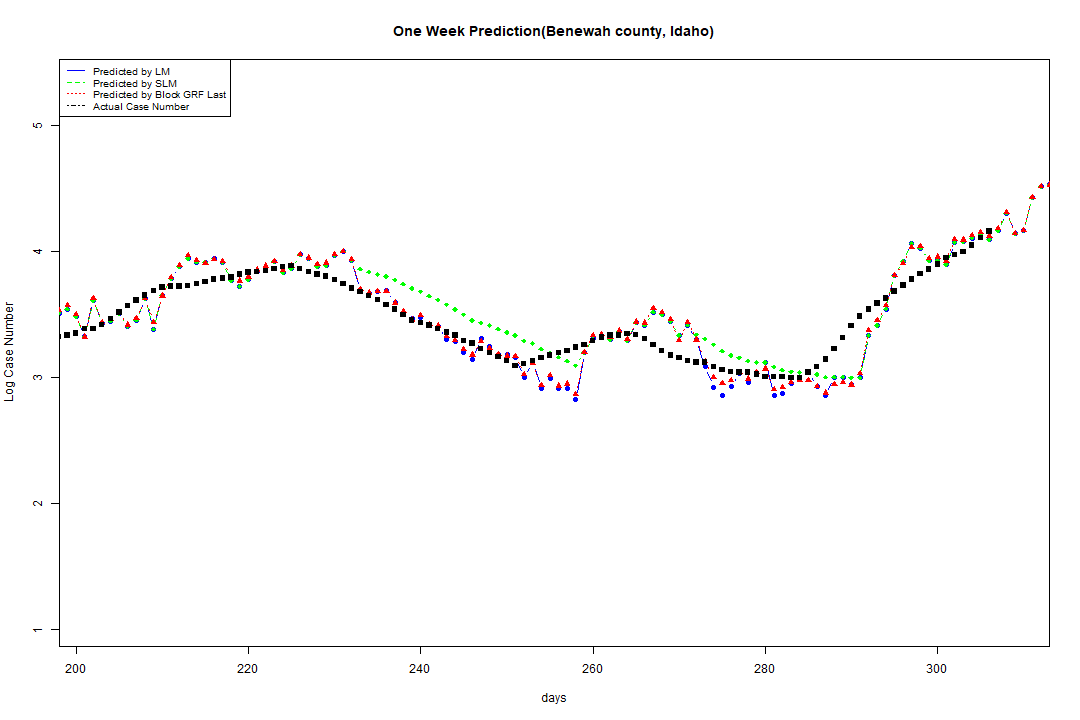 One Week Prediction(Benewah county, Idaho)
Predicted by LM
Predicted by SLM
Predicted by Block GRF Last
Actual Case Number
5
4
3
2
1
Log Case Number
200 220 240 260 280 300
days